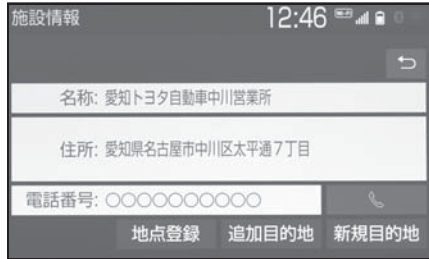 施設情報 12:46 Wi-Fi 0
名称: 愛知トヨタ自動車中川営業所
住所: 愛知県名古屋市中川区太平通7丁目
電話番号: ○○○○○○○○○○
地点登録 追加目的地 新規目的地